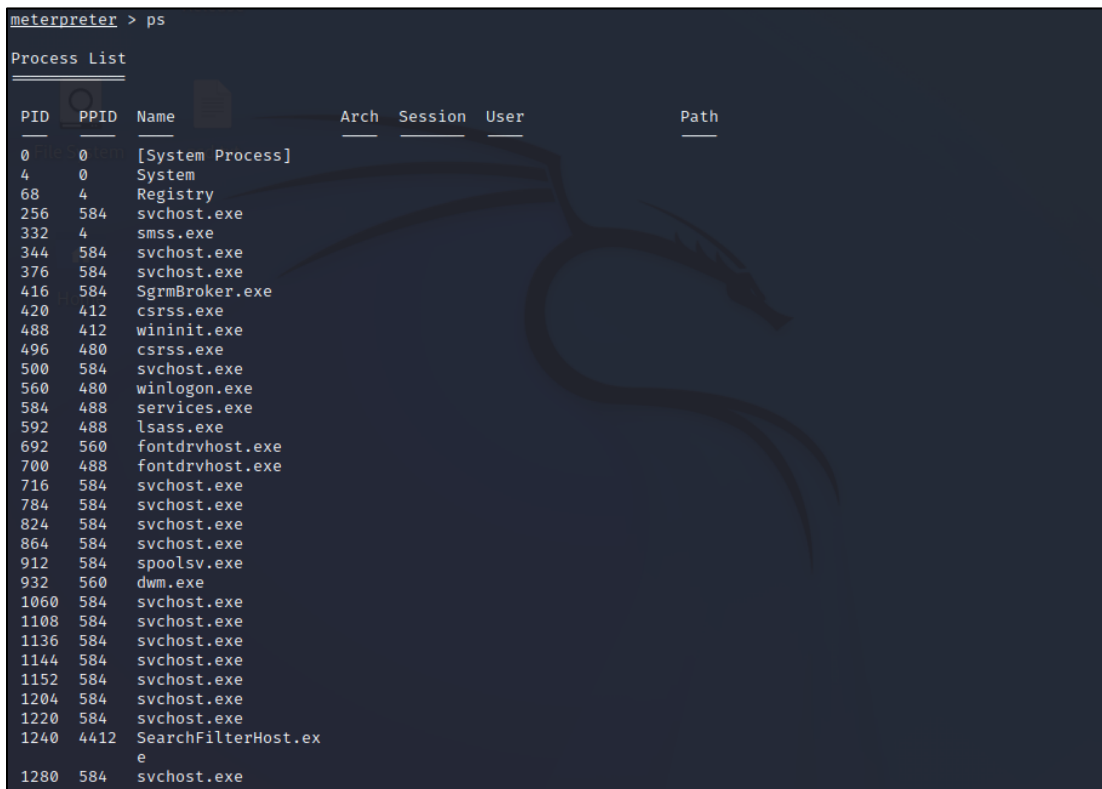 meterpreter > ps
Process List
PID PPID Name Arch Session User Path
0 0 [System Process]
4 0 System
68 4 Registry
256 584 svchost.exe
332 4 smss.exe
344 584 svchost.exe
376 584 svchost.exe
416 584 SgrmBroker.exe
420 412 csrss.exe
488 412 wininit.exe
496 480 csrss.exe
500 584 svchost.exe
560 480 winlogon.exe
584 488 services.exe
592 488 lsass.exe
692 560 fontdrvhost.exe
700 488 fontdrvhost.exe
716 584 svchost.exe
784 584 svchost.exe
824 584 svchost.exe
864 584 svchost.exe
912 584 spoolsv.exe
932 560 dwm.exe
1060 584 svchost.exe
1108 584 svchost.exe
1136 584 svchost.exe
1144 584 svchost.exe
1152 584 svchost.exe
1204 584 svchost.exe
1220 584 svchost.exe
1240 4412 SearchFilterHost.ex
e
1280 584 svchost.exe